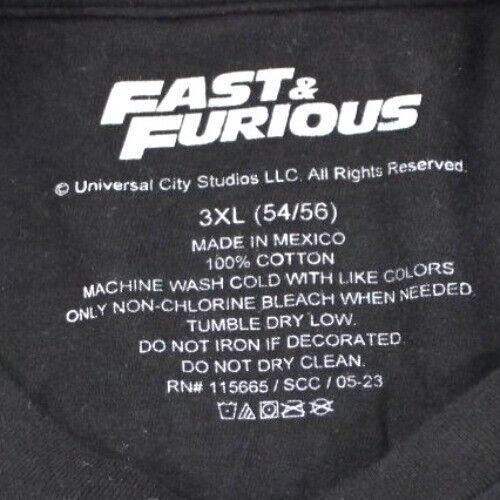 FAST &
FURIOUS
© Universal City Studios LLC. All Rights Reserved.
3XL (54/56)
MADE IN MEXICO
100% COTTON
MACHINE WASH COLD WITH LIKE COLORS
ONLY NON-CHLORINE BLEACH WHEN NEEDED.
TUMBLE DRY LOW.
DO NOT IRON IF DECORATED.
DO NOT DRY CLEAN.
RN# 115665 / SCC / 05-23